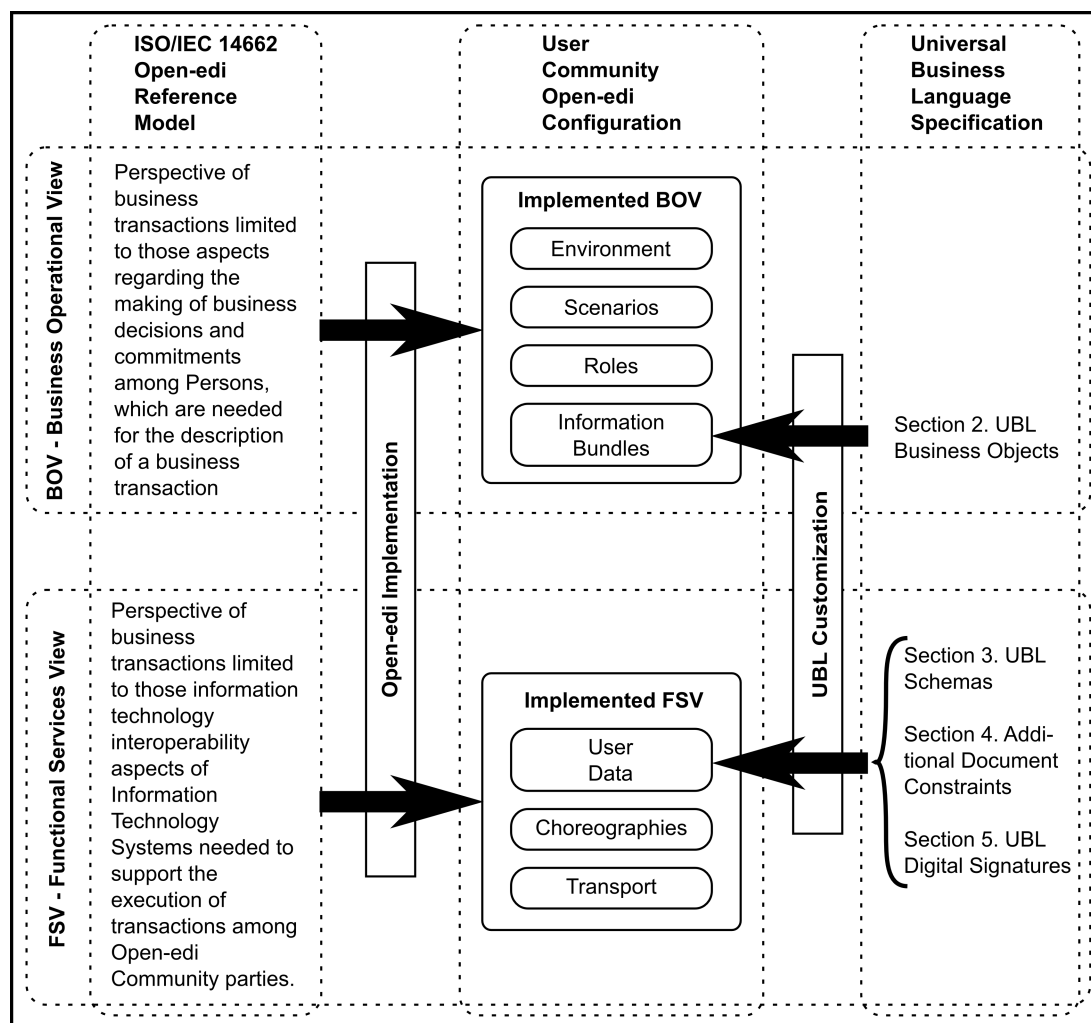 ISO/IEC 14662
Open-edi
Reference
Model
User
Community
Open-edi
Configuration
Universal
Business
Language
Specification
BOV - Business Operational View
Perspective of
business
transactions limited
to those aspects
regarding the
making of business
decisions and
commitments
among Persons,
which are needed
for the description
of a business
transaction
Open-edi Implementation
Implemented BOV
Environment
Scenarios
Roles
Information
Bundles
UBL Customization
Section 2. UBL
Business Objects
FSV - Functional Services View
Perspective of
business
transactions limited
to those information
technology
interoperability
aspects of
Information
Technology
Systems needed to
support the
execution of
transactions among
Open-edi
Community parties.
Implemented FSV
User
Data
Choreographies
Transport
Section 3. UBL
Schemas
Section 4. Addi-
tional Document
Constraints
Section 5. UBL
Digital Signatures